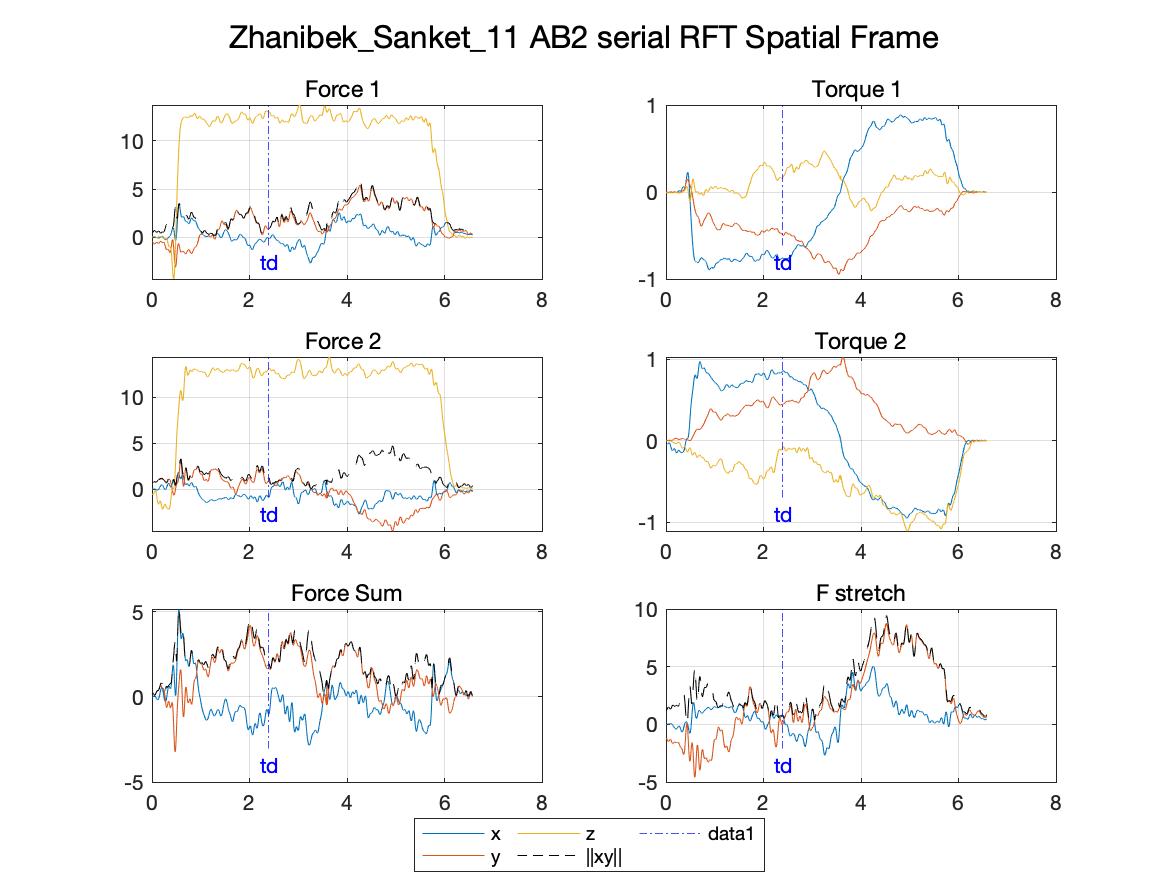 Zhanibek_Sanket_11 AB2 serial RFT Spatial Frame
Force 1
10
5
0
td
0 2 4 6 8
Torque 1
1
0
-1
td
0 2 4 6 8
Force 2
10
5
0
td
0 2 4 6 8
Torque 2
1
0
-1
td
0 2 4 6 8
Force Sum
5
0
-5
td
0 2 4 6 8
F stretch
10
5
0
-5
td
0 2 4 6 8
x z data1
y ||xy||